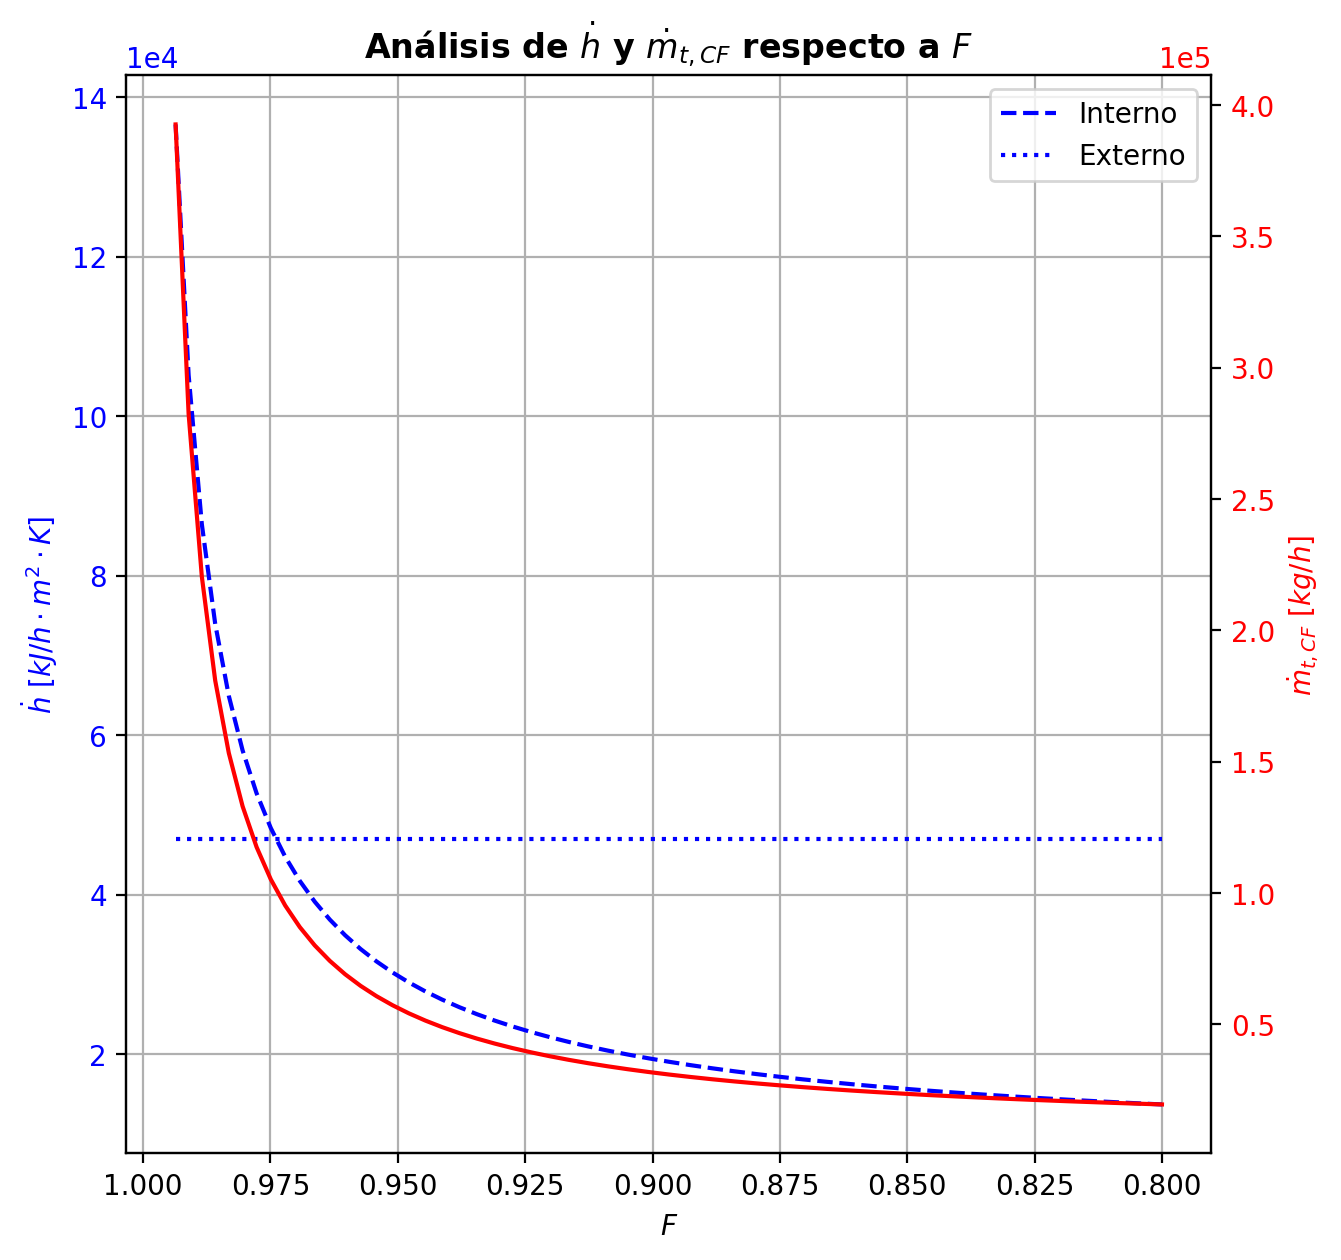 Análisis de ḣ y ṁt,CF respecto a F
1e4
1e5
Interno
Externo
14
12
10
8
6
4
2
ḣ [kJ/h · m² · K]
4.0
3.5
3.0
2.5
2.0
1.5
1.0
0.5
ṁt,CF [kg/h]
1.000 0.975 0.950 0.925 0.900 0.875 0.850 0.825 0.800
F